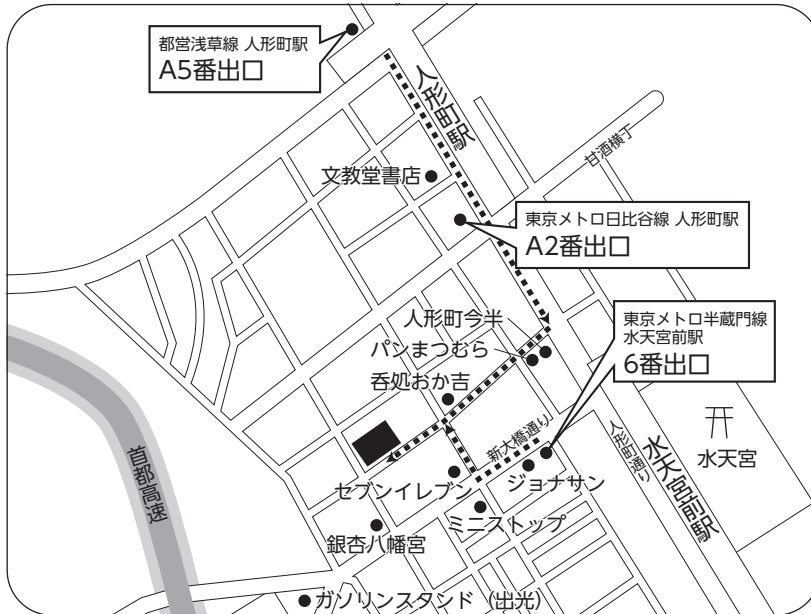 都営浅草線 人形町駅
A5番出口
人形町駅
甘酒横丁
文教堂書店
東京メトロ日比谷線 人形町駅
A2番出口
人形町今半
パンまつむら
呑処おか吉
東京メトロ半蔵門線
水天宮前駅
6番出口
首都高速
新大橋通り
人形町通り
水天宮前駅
水天宮
セブンイレブン
ジョナサン
ミニストップ
銀杏八幡宮
ガソリンスタンド（出光）